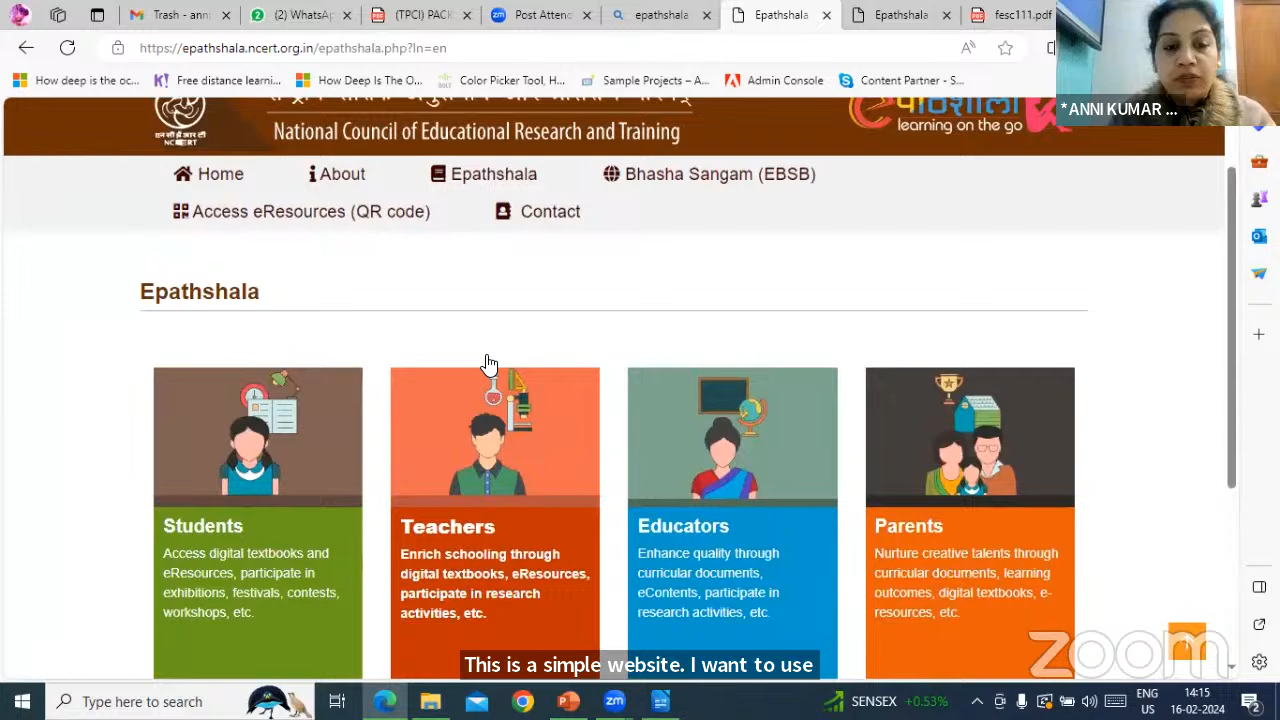 Trash - ann
(2) WhatsAp
(TPCI) PACK
Post Attenc
epathshala
Epathshala
Epathshala
fesc111.pdf
https://epathshala.ncert.org.in/epathshala.php?ln=en
How deep is the oc...
Free distance learni...
How Deep Is The O...
Color Picker Tool, H...
Sample Projects – A...
Admin Console
Content Partner - S...
*ANNI KUMAR ...
एन सी ई आर टी
NCERT
National Council of Educational Research and Training
ePाठशाला
learning on the go
Home
About
Epathshala
Bhasha Sangam (EBSB)
Access eResources (QR code)
Contact
Epathshala
Students
Access digital textbooks and
eResources, participate in
exhibitions, festivals, contests,
workshops, etc.
Teachers
Enrich schooling through
digital textbooks, eResources,
participate in research
activities, etc.
Educators
Enhance quality through
curricular documents,
eContents, participate in
research activities, etc.
Parents
Nurture creative talents through
curricular documents, learning
outcomes, digital textbooks, e-
resources, etc.
zoom
This is a simple website. I want to use
Type here to search
SENSEX +0.53%
ENG
US
14:15
16-02-2024
2